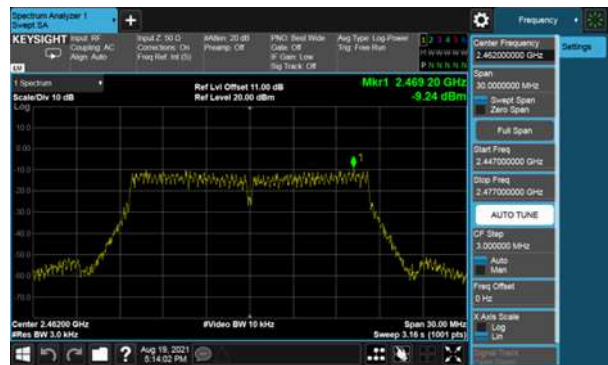 Spectrum Analyzer 1
Swept SA
+
Frequency
KEYSIGHT
Input: RF
Coupling: AC
Align: Auto
Input Z: 50 Ω
Corrections: On
Freq Ref: Int (S)
#Atten: 20 dB
Preamp: Off
PNO: Best Wide
Gate: Off
IF Gain: Low
Sig Track: Off
Avg Type: Log-Power
Trig: Free Run
1 2 3 4 5 6
P N N N N N
Center Frequency
2.462000000 GHz
Settings
Span
30.0000000 MHz
Swept Span
Zero Span
Full Span
Start Freq
2.447000000 GHz
Stop Freq
2.477000000 GHz
AUTO TUNE
CF Step
3.000000 MHz
Auto
Man
Freq Offset
0 Hz
X Axis Scale
Log
Lin
Signal Track
LW
1 Spectrum
Scale/Div 10 dB
Log
Ref Lvl Offset 11.00 dB
Ref Level 20.00 dBm
Mkr1 2.469 20 GHz
-9.24 dBm
10.0
0.00
-10.0
-20.0
-30.0
-40.0
-50.0
-60.0
-70.0
1
Center 2.46200 GHz
#Res BW 3.0 kHz
#Video BW 10 kHz
Span 30.00 MHz
Sweep 3.16 s (1001 pts)
?
Aug 19, 2021
5:14:02 PM